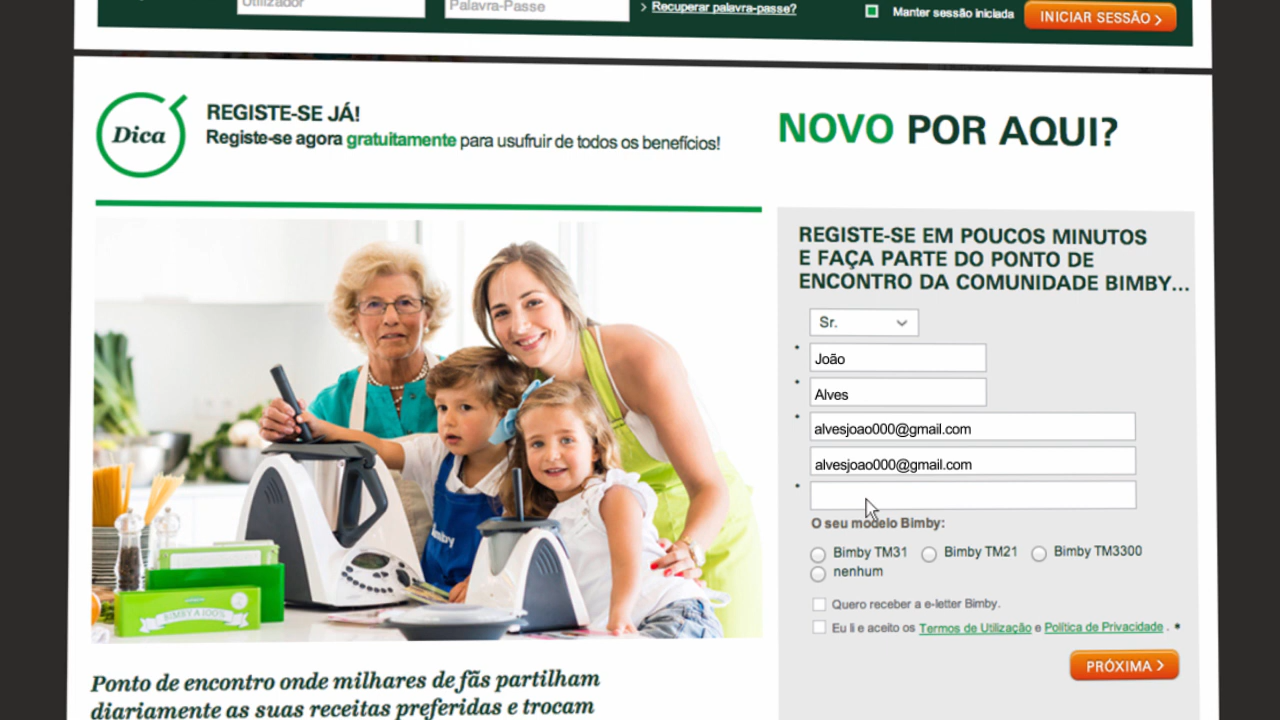 Utilizador
Palavra-Passe
Recuperar palavra-passe?
Manter sessão iniciada
INICIAR SESSÃO
Dica
REGISTE-SE JÁ!
Registe-se agora gratuitamente para usufruir de todos os benefícios!
NOVO POR AQUI?
REGISTE-SE EM POUCOS MINUTOS
E FAÇA PARTE DO PONTO DE
ENCONTRO DA COMUNIDADE BIMBY...
Sr.
* João
* Alves
* alvesjoao000@gmail.com
alvesjoao000@gmail.com
*
O seu modelo Bimby:
Bimby TM31 Bimby TM21 Bimby TM3300
nenhum
Quero receber a e-letter Bimby.
Eu li e aceito os Termos de Utilização e Política de Privacidade . *
PRÓXIMA
BIMBY A 100%
Ponto de encontro onde milhares de fãs partilham
diariamente as suas receitas preferidas e trocam